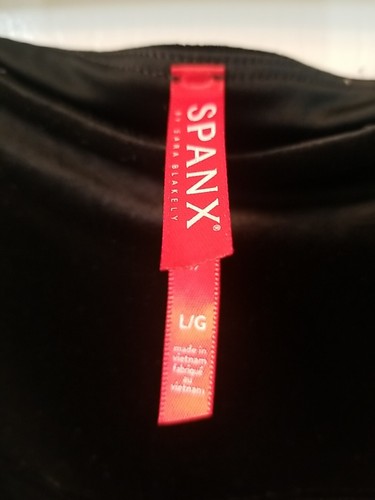 SPANX®
BY SARA BLAKELY
L/G
made in
vietnam
fabriqué
au
vietnam